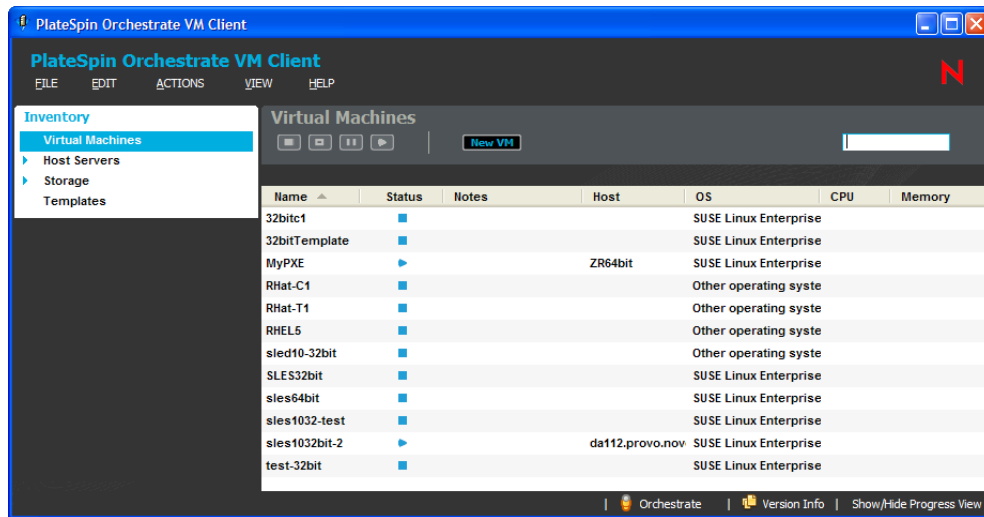 PlateSpin Orchestrate VM Client
PlateSpin Orchestrate VM Client
FILE EDIT ACTIONS VIEW HELP
N
Inventory
Virtual Machines
Host Servers
Storage
Templates
Virtual Machines
New VM
Name Status Notes Host OS CPU Memory
32bitc1 SUSE Linux Enterprise
32bitTemplate SUSE Linux Enterprise
MyPXE ZR64bit SUSE Linux Enterprise
RHat-C1 Other operating syste
RHat-T1 Other operating syste
RHEL5 Other operating syste
sled10-32bit Other operating syste
SLES32bit SUSE Linux Enterprise
sles64bit SUSE Linux Enterprise
sles1032-test SUSE Linux Enterprise
sles1032bit-2 da112.provo.nov SUSE Linux Enterprise
test-32bit SUSE Linux Enterprise
| Orchestrate | Version Info | Show/Hide Progress View